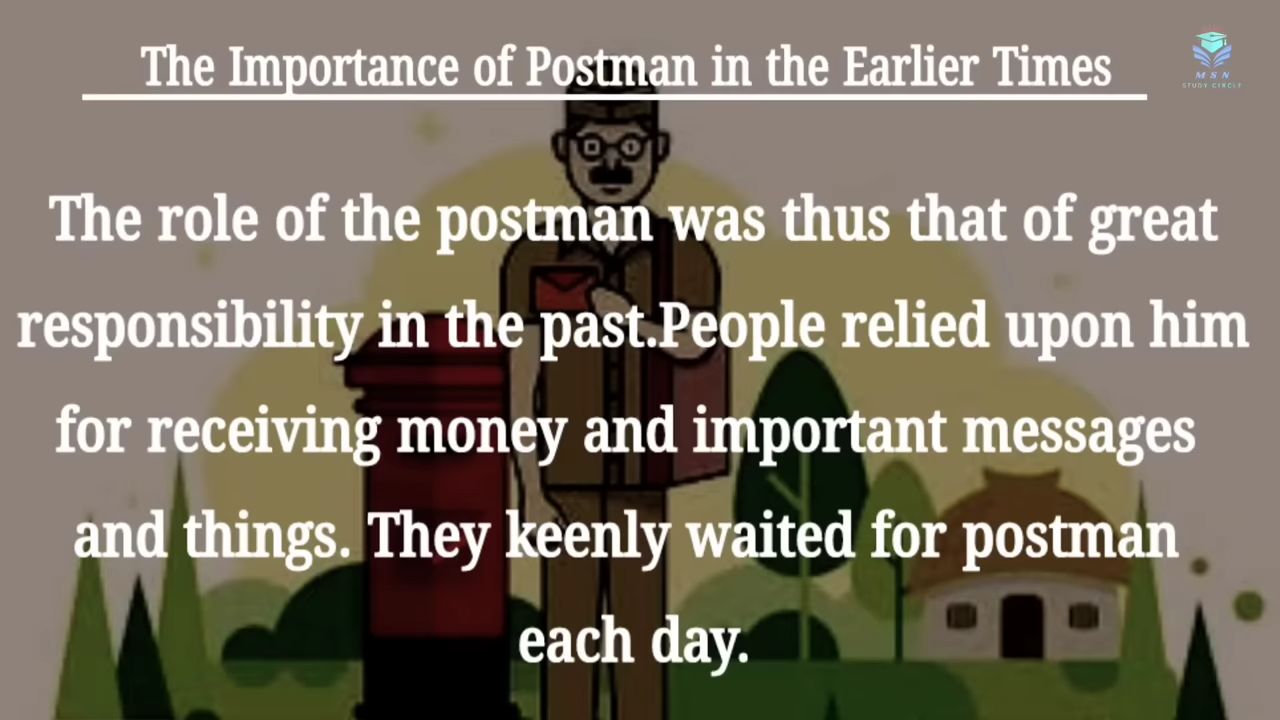 The Importance of Postman in the Earlier Times
M S N
STUDY CIRCLE
The role of the postman was thus that of great
responsibility in the past.People relied upon him
for receiving money and important messages
and things. They keenly waited for postman
each day.